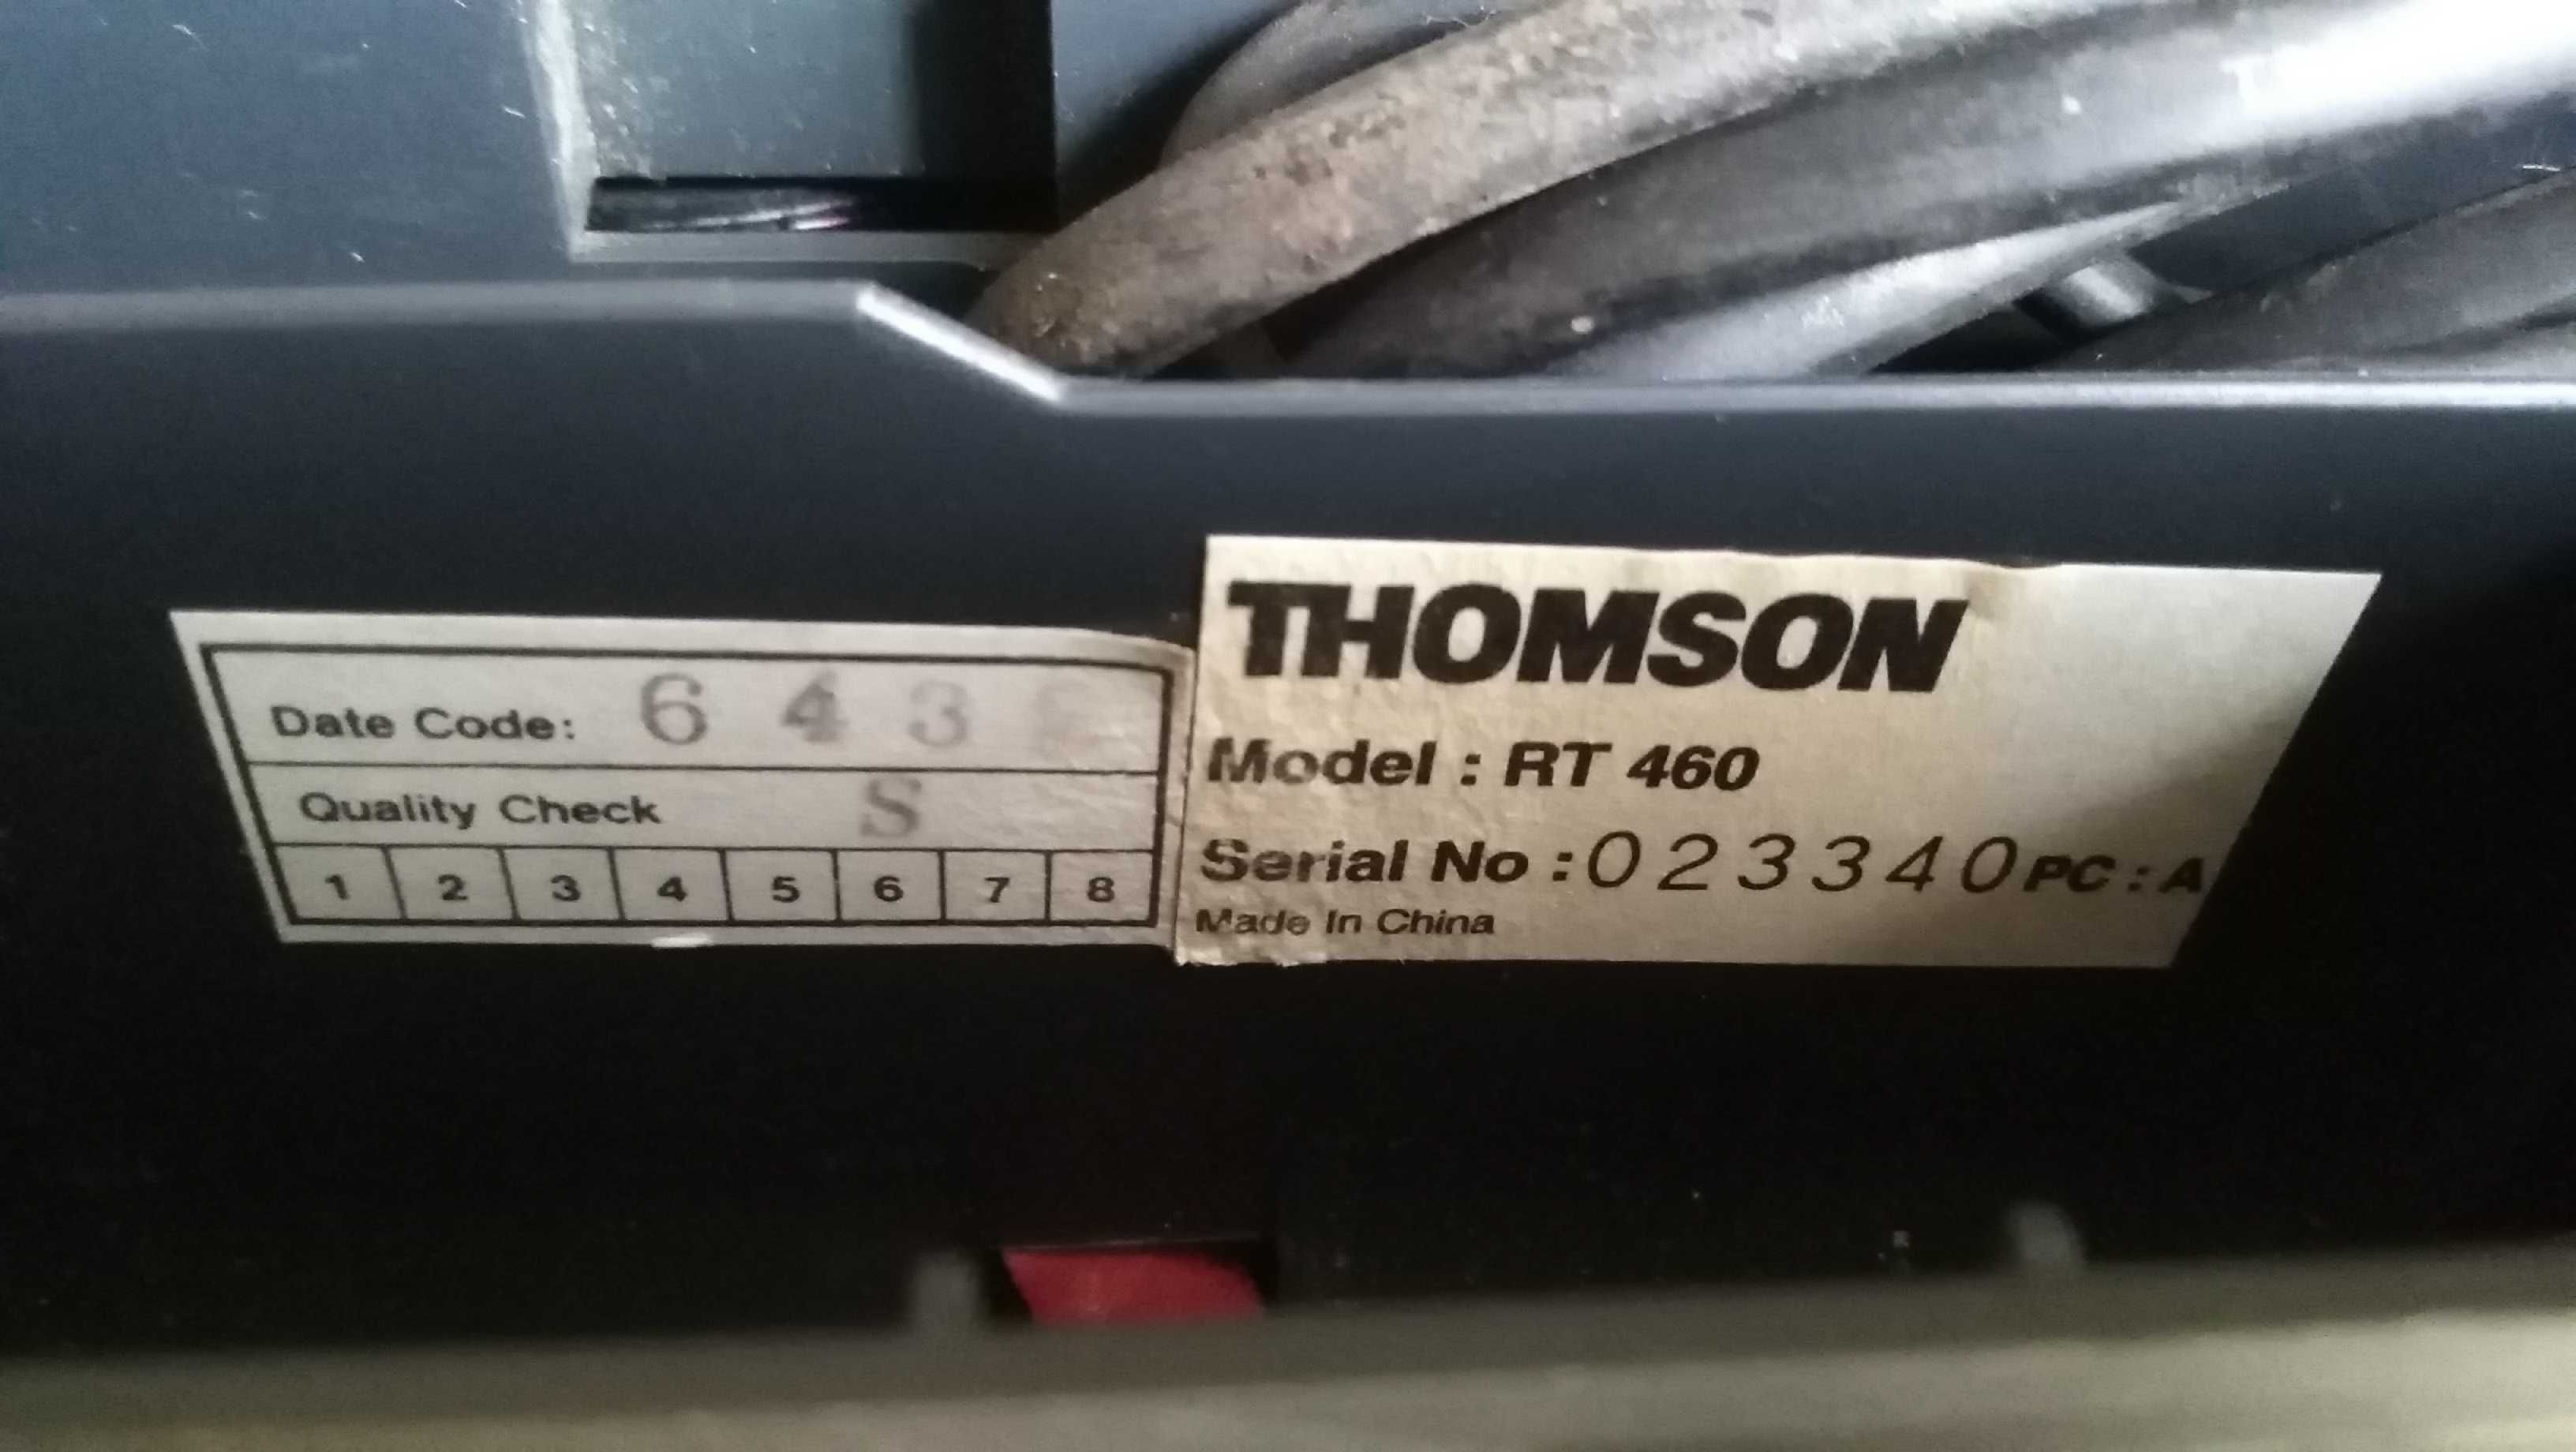 Date Code: 6 4 3
Quality Check S
1 2 3 4 5 6 7 8
THOMSON
Model : RT 460
Serial No : 023340 PC : A
Made In China